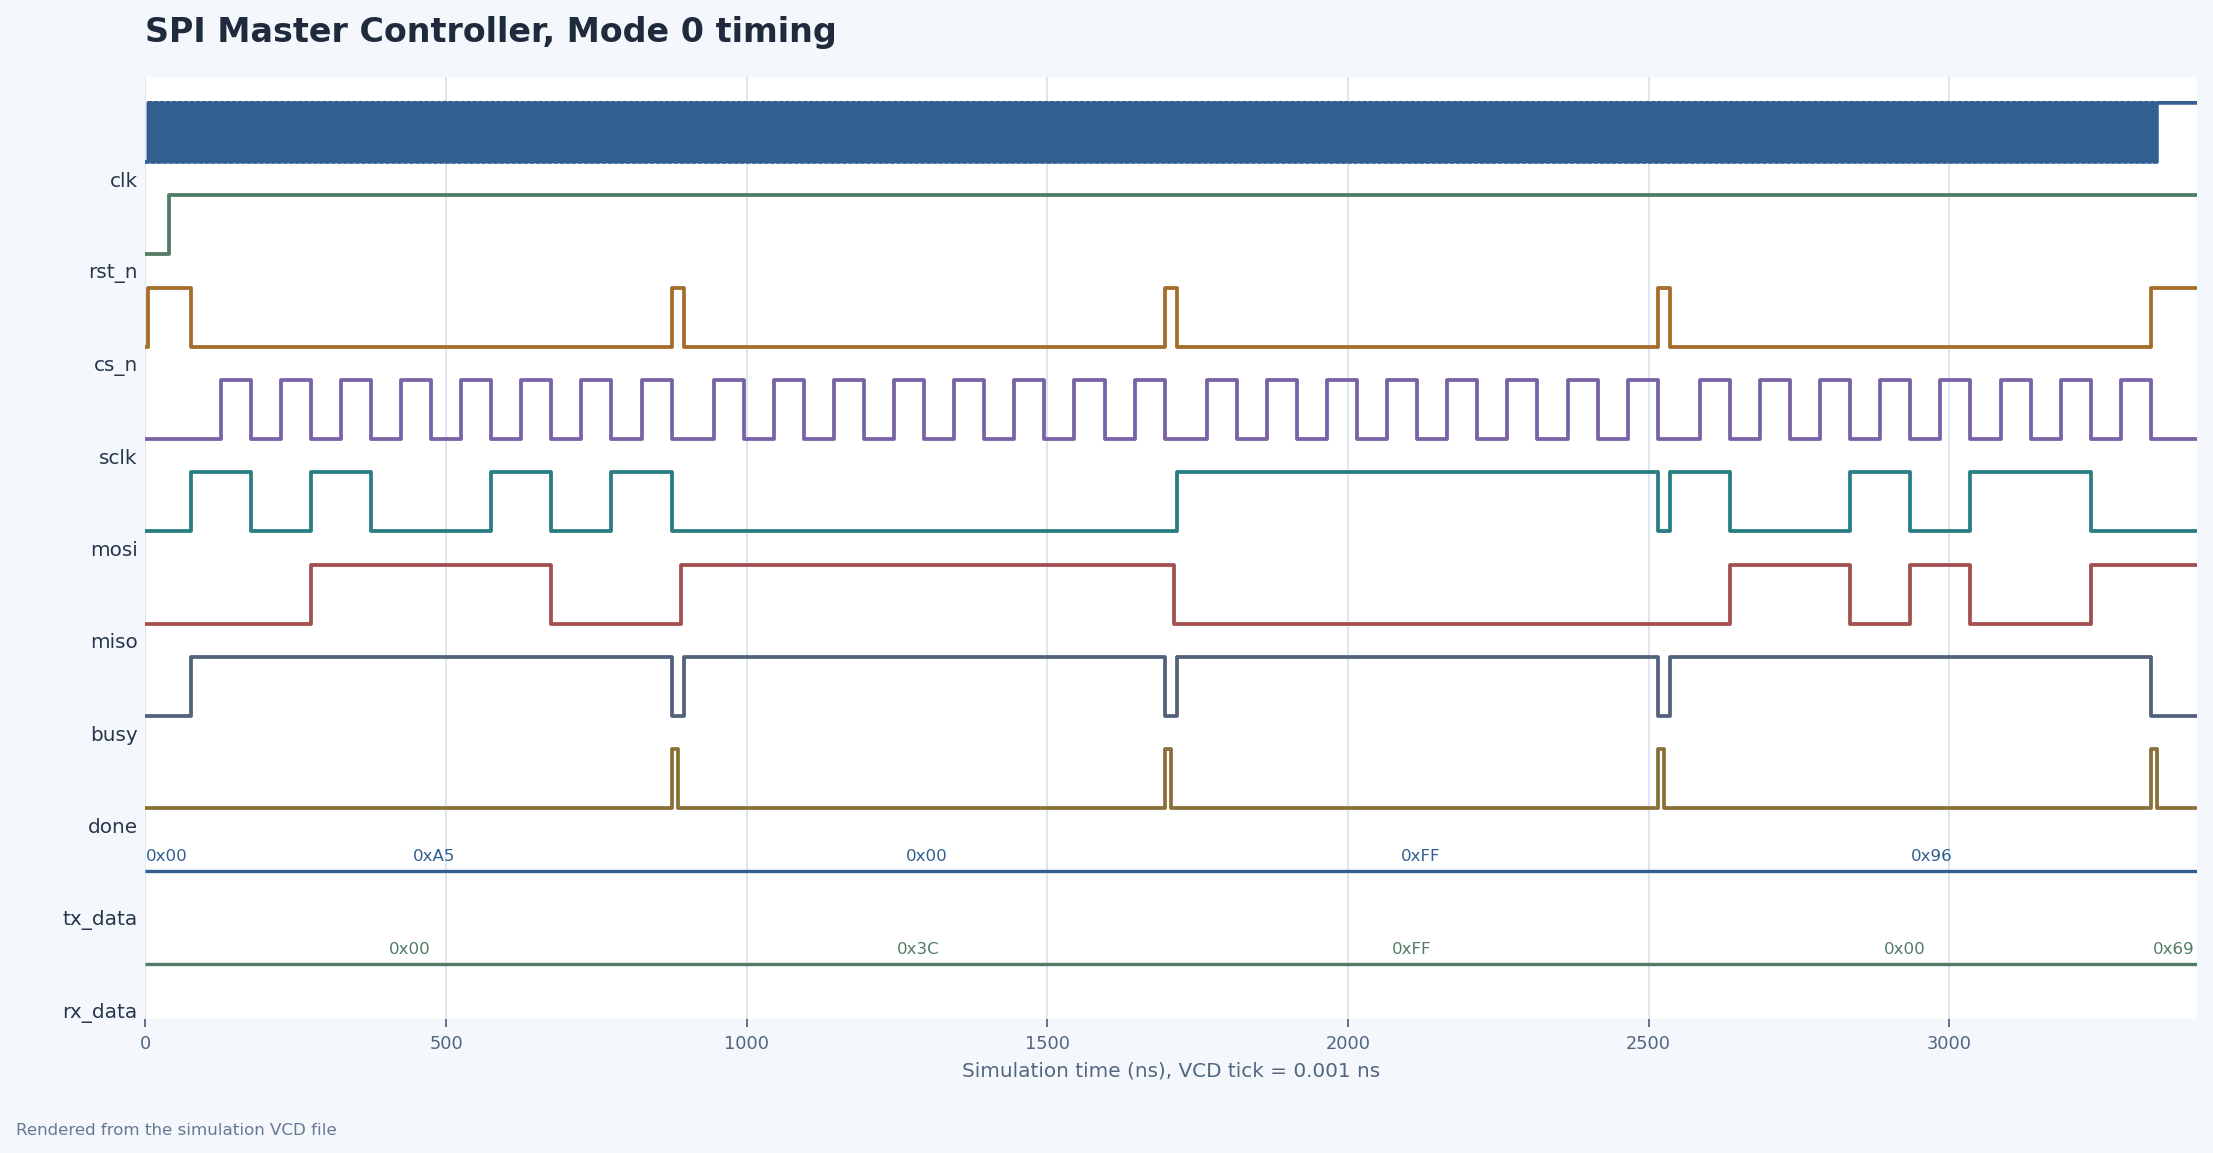 SPI Master Controller, Mode 0 timing
clk
rst_n
cs_n
sclk
mosi
miso
busy
done
0x00 0xA5 0x00 0xFF 0x96
tx_data
0x00 0x3C 0xFF 0x00 0x69
rx_data
0 500 1000 1500 2000 2500 3000
Simulation time (ns), VCD tick = 0.001 ns
Rendered from the simulation VCD file